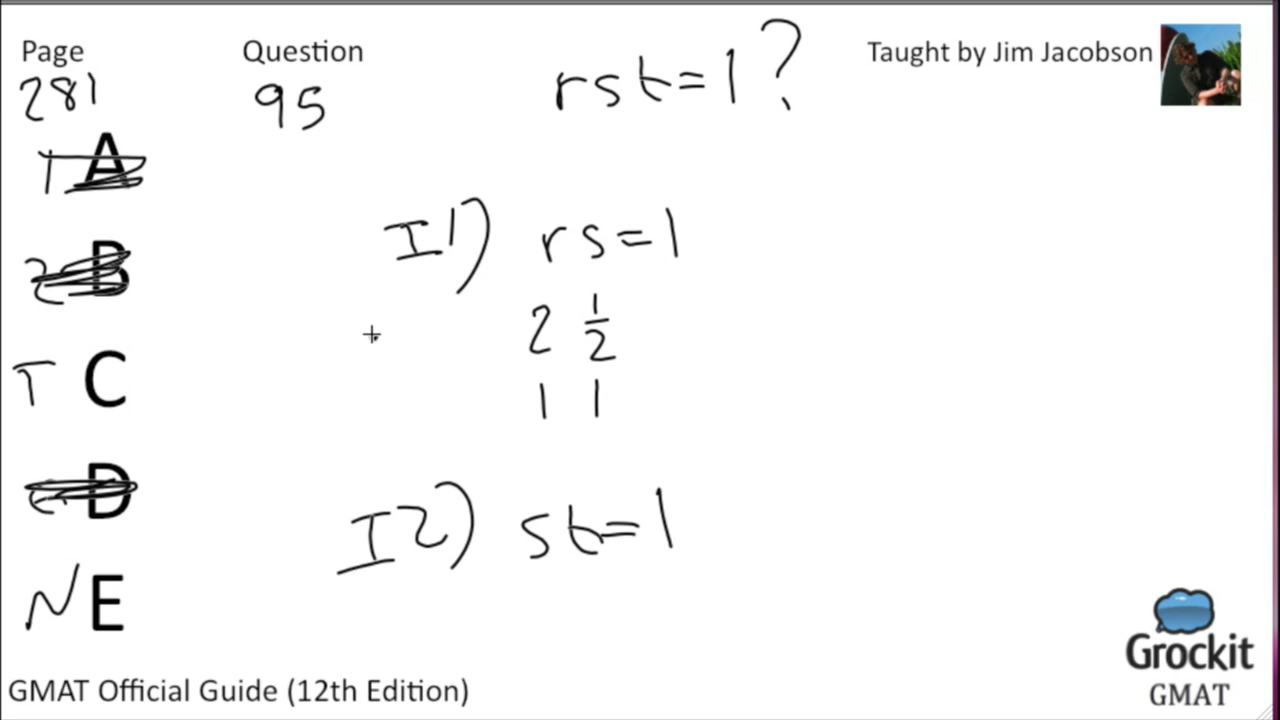 Page Question rst=1? Taught by Jim Jacobson
281 95
1 A
I1) rs=1
2 B
2 1/2
T C
1 1
E D
I2) st=1
N E
Grockit
GMAT
GMAT Official Guide (12th Edition)